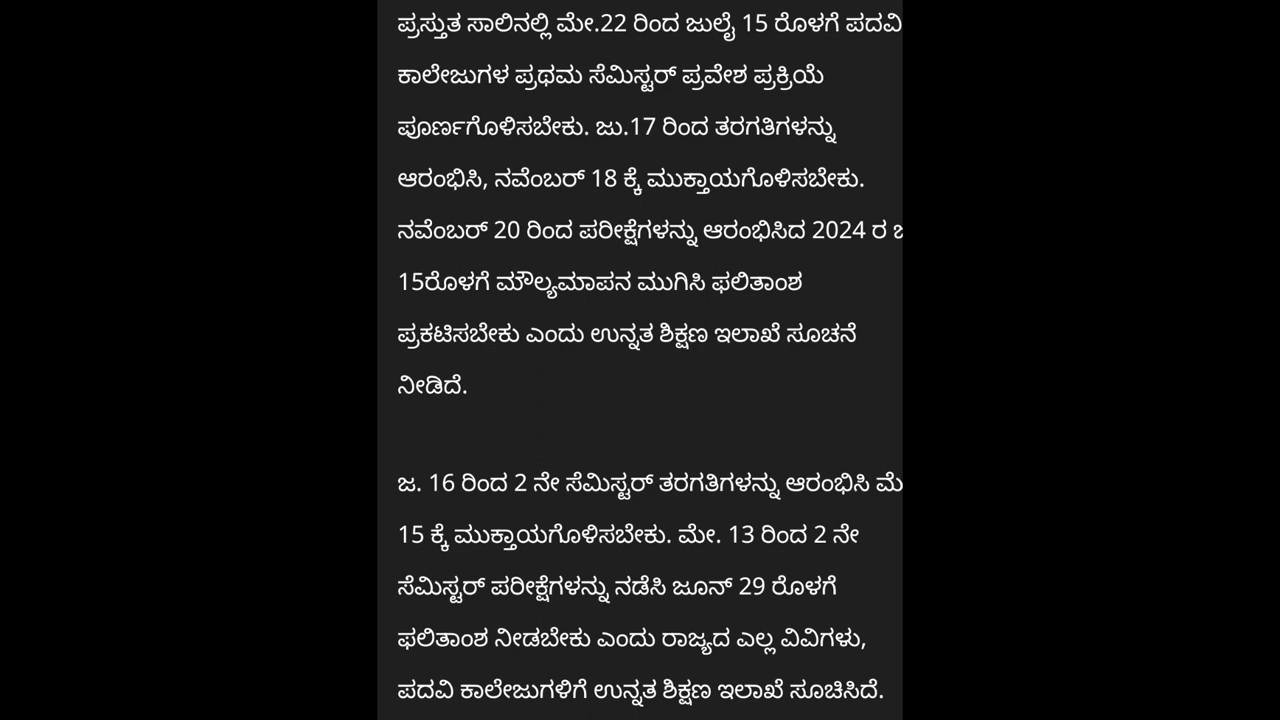 ಪ್ರಸ್ತುತ ಸಾಲಿನಲ್ಲಿ ಮೇ.22 ರಿಂದ ಜುಲೈ 15 ರೊಳಗೆ ಪದವಿ
ಕಾಲೇಜುಗಳ ಪ್ರಥಮ ಸೆಮಿಸ್ಟರ್ ಪ್ರವೇಶ ಪ್ರಕ್ರಿಯೆ
ಪೂರ್ಣಗೊಳಿಸಬೇಕು. ಜು.17 ರಿಂದ ತರಗತಿಗಳನ್ನು
ಆರಂಭಿಸಿ, ನವೆಂಬರ್ 18 ಕ್ಕೆ ಮುಕ್ತಾಯಗೊಳಿಸಬೇಕು.
ನವೆಂಬರ್ 20 ರಿಂದ ಪರೀಕ್ಷೆಗಳನ್ನು ಆರಂಭಿಸಿದ 2024 ರ
15ರೊಳಗೆ ಮೌಲ್ಯಮಾಪನ ಮುಗಿಸಿ ಫಲಿತಾಂಶ
ಪ್ರಕಟಿಸಬೇಕು ಎಂದು ಉನ್ನತ ಶಿಕ್ಷಣ ಇಲಾಖೆ ಸೂಚನೆ
ನೀಡಿದೆ.
ಜ. 16 ರಿಂದ 2 ನೇ ಸೆಮಿಸ್ಟರ್ ತರಗತಿಗಳನ್ನು ಆರಂಭಿಸಿ
15 ಕ್ಕೆ ಮುಕ್ತಾಯಗೊಳಿಸಬೇಕು. ಮೇ. 13 ರಿಂದ 2 ನೇ
ಸೆಮಿಸ್ಟರ್ ಪರೀಕ್ಷೆಗಳನ್ನು ನಡೆಸಿ ಜೂನ್ 29 ರೊಳಗೆ
ಫಲಿತಾಂಶ ನೀಡಬೇಕು ಎಂದು ರಾಜ್ಯದ ಎಲ್ಲ ವಿವಿಗಳು,
ಪದವಿ ಕಾಲೇಜುಗಳಿಗೆ ಉನ್ನತ ಶಿಕ್ಷಣ ಇಲಾಖೆ ಸೂಚಿಸಿದೆ.